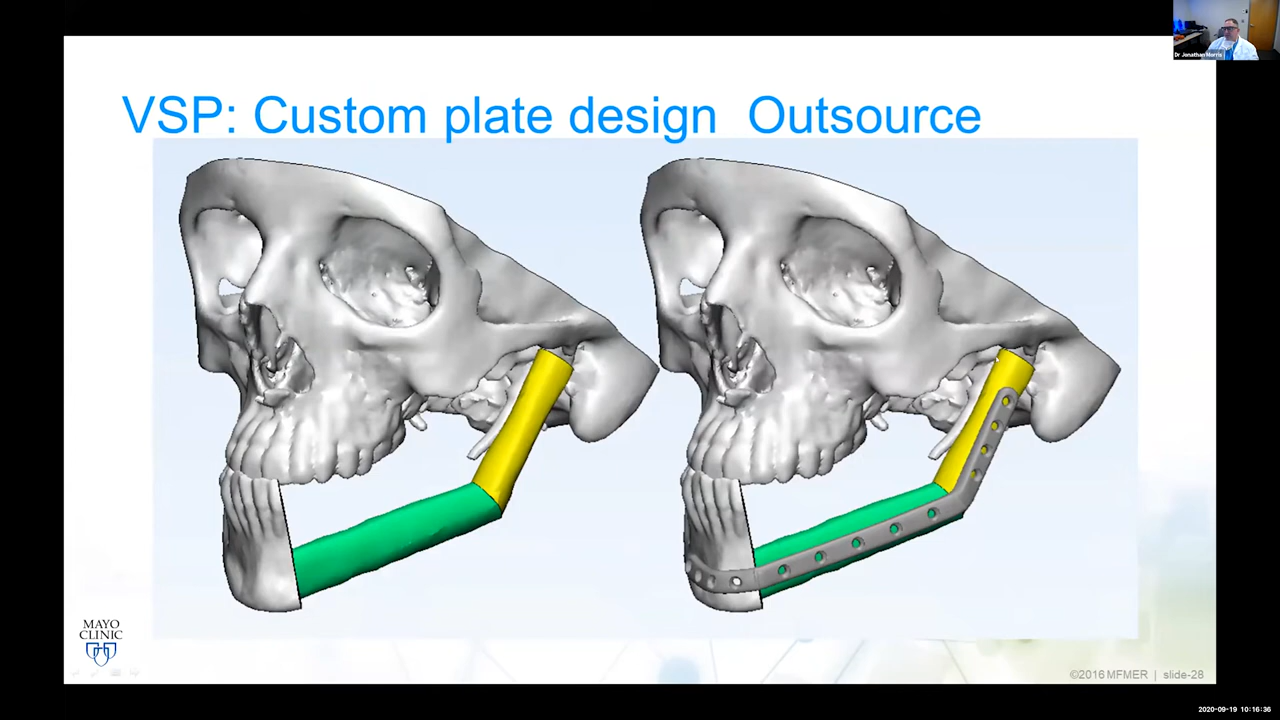 Dr Jonathan Morris
VSP: Custom plate design Outsource
MAYO
CLINIC
©2016 MFMER | slide-28
2020-09-19 10:16:36